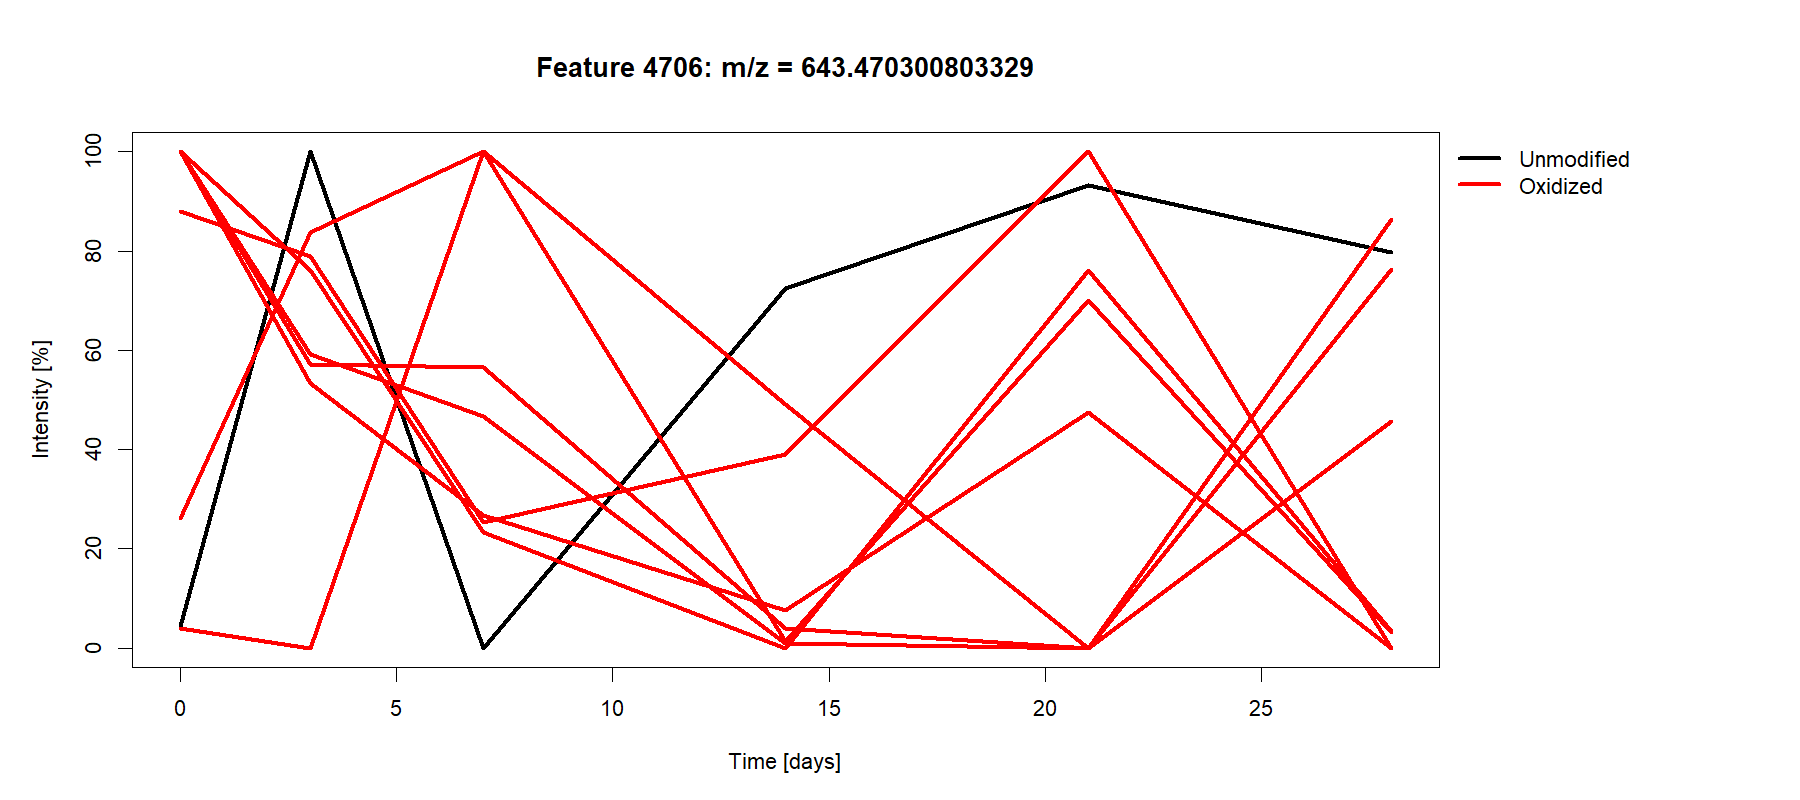 Feature 4706: m/z = 643.470300803329
Unmodified
Oxidized
Intensity [%]
100
80
60
40
20
0
0 5 10 15 20 25
Time [days]